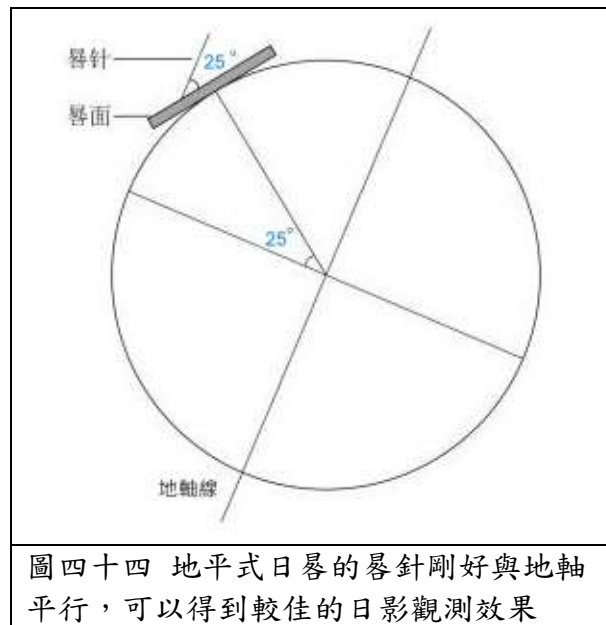 晷针
25°
晷面
25°
地軸線
圖四十四 地平式日晷的晷針剛好與地軸
平行，可以得到較佳的日影觀測效果